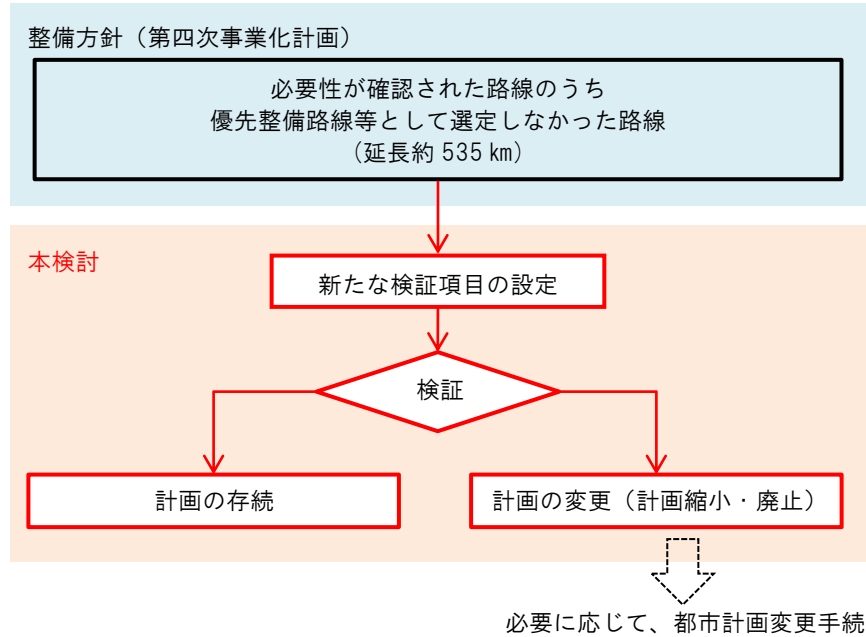 整備方針（第四次事業化計画）
必要性が確認された路線のうち
優先整備路線等として選定しなかった路線
（延長約 535 km）
本検討
新たな検証項目の設定
検証
計画の存続
計画の変更（計画縮小・廃止）
必要に応じて、都市計画変更手続